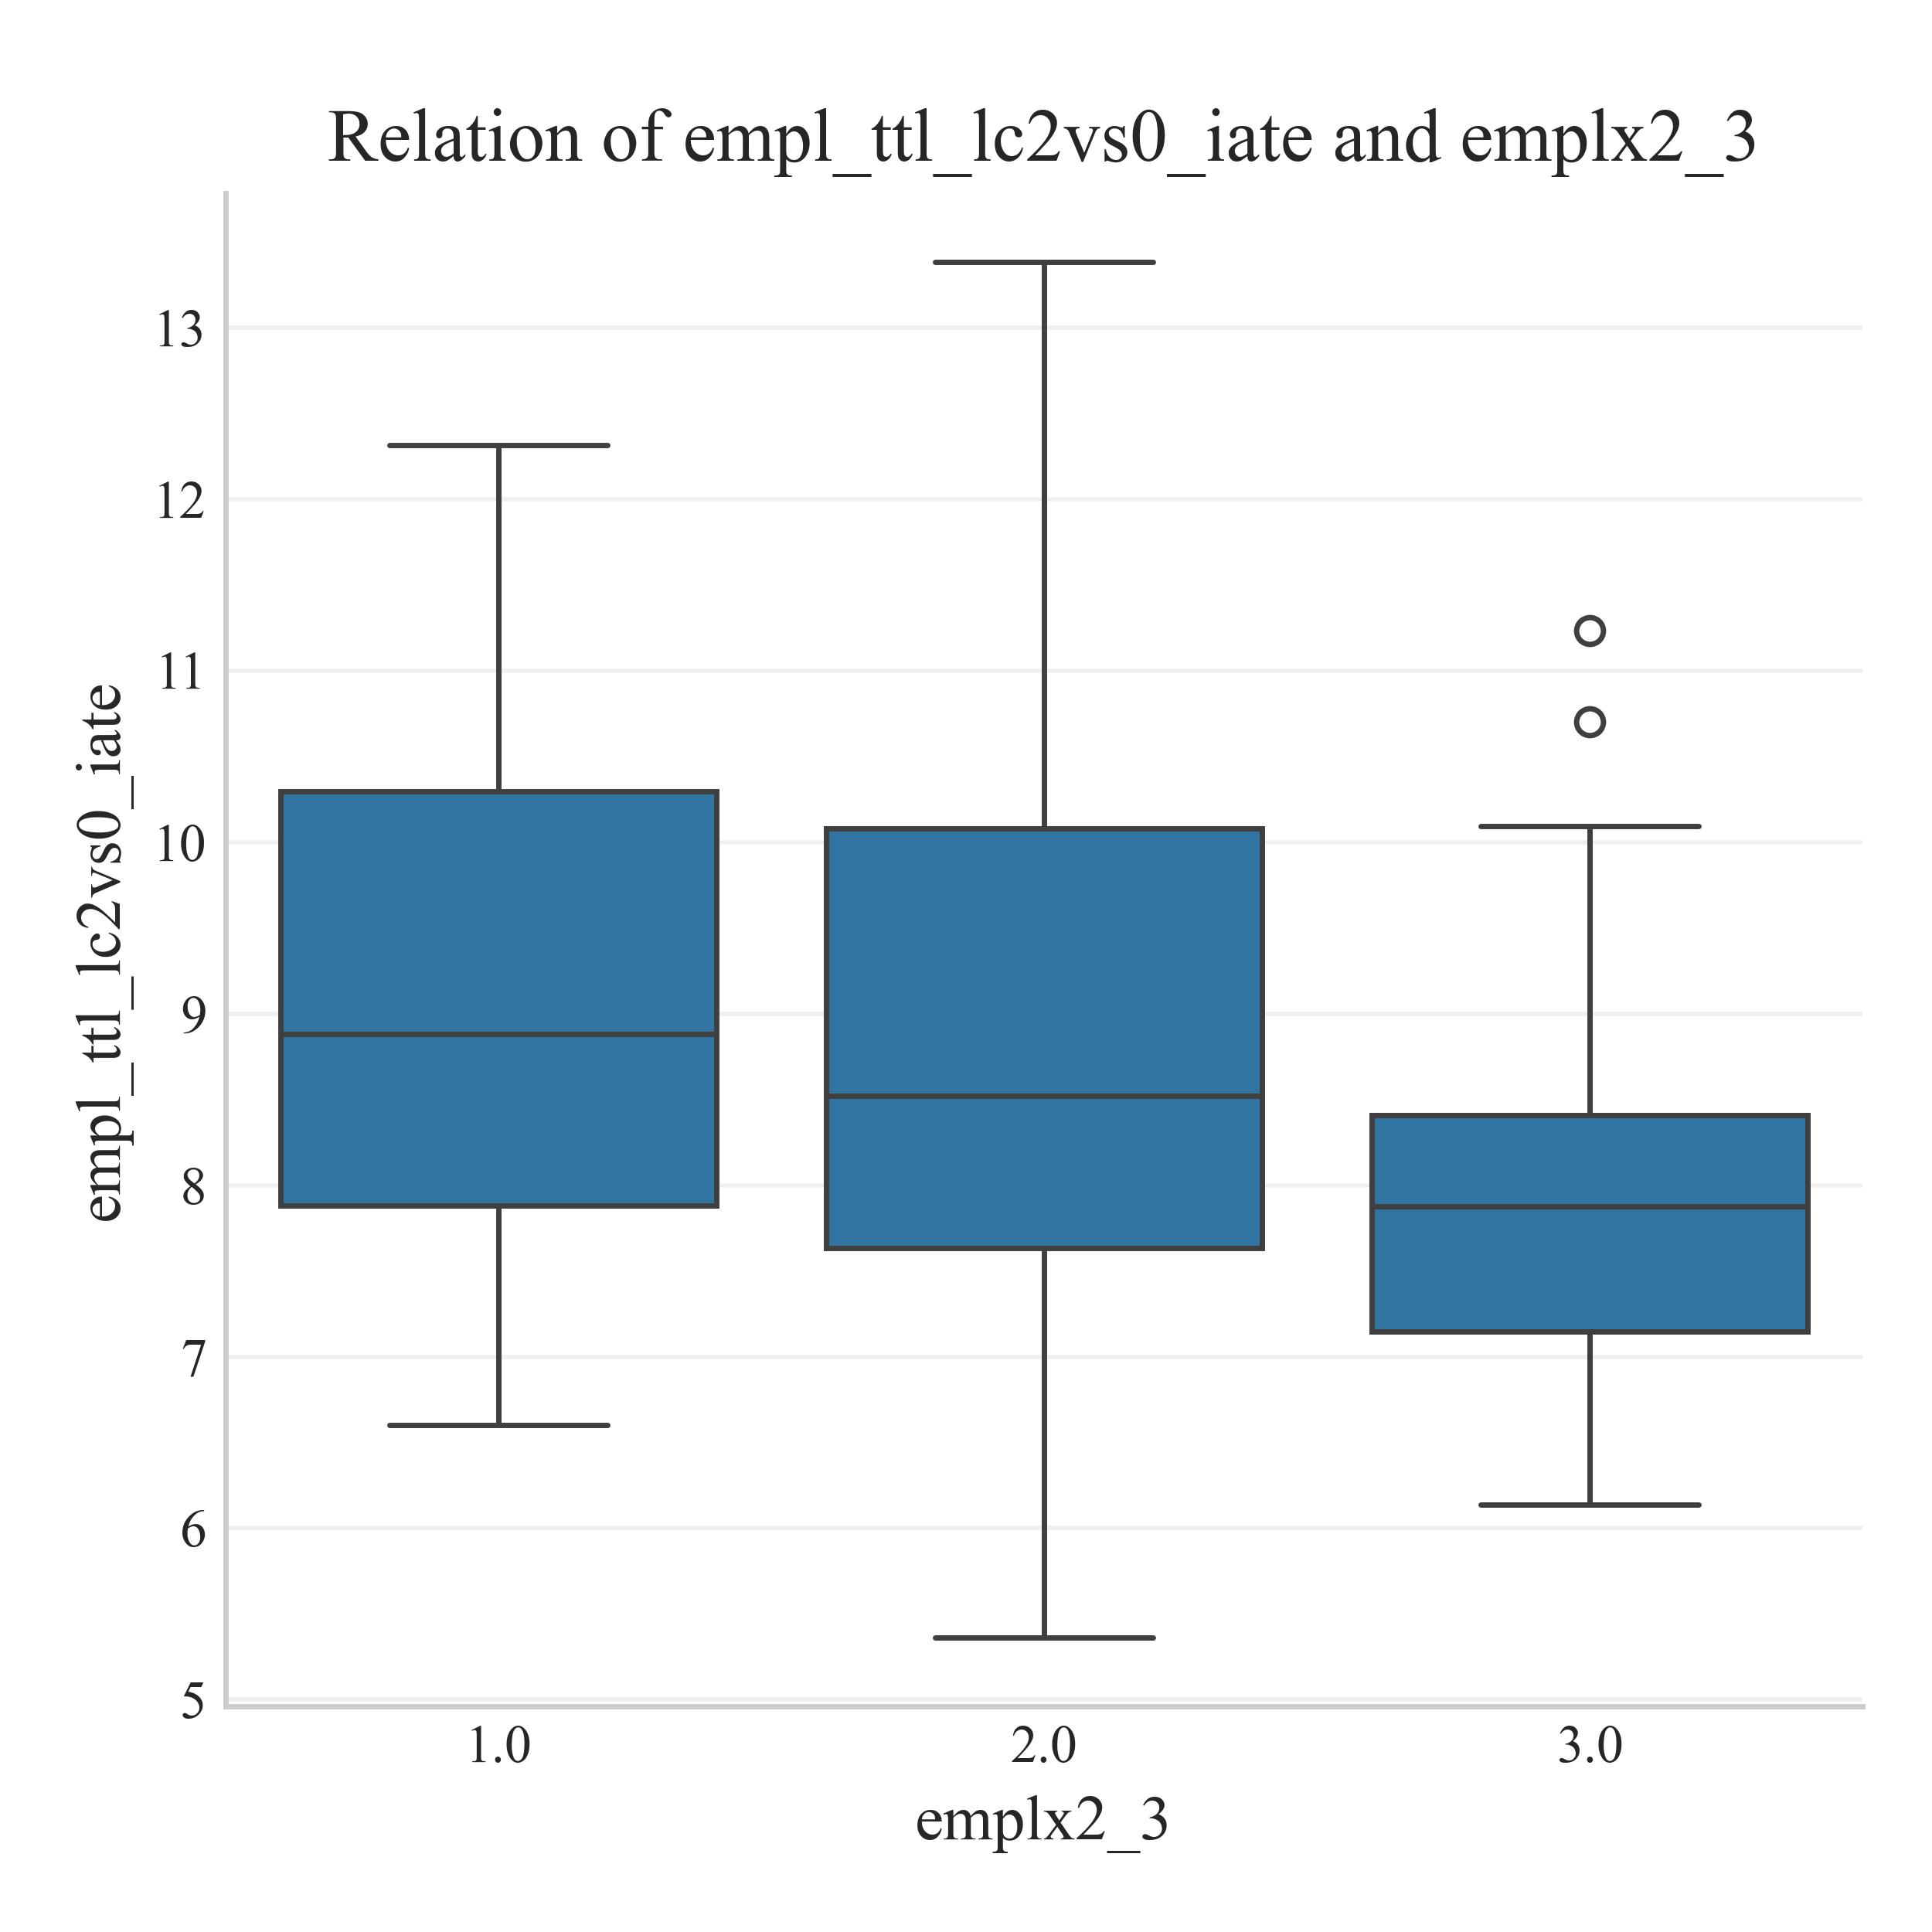 Relation of empl_ttl_lc2vs0_iate and emplx2_3
empl_ttl_lc2vs0_iate
13
12
11
10
9
8
7
6
5
1.0 2.0 3.0
emplx2_3